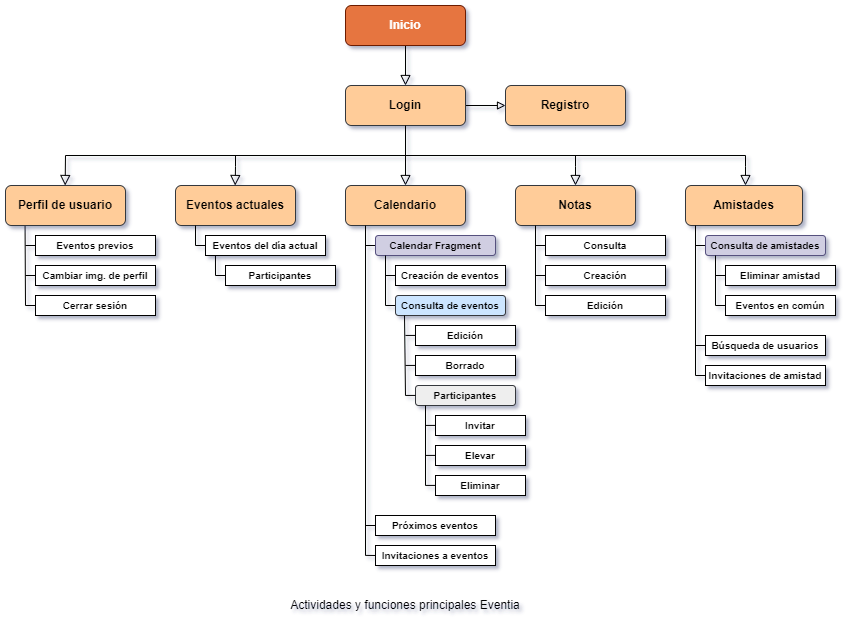 Inicio
Login
Registro
Perfil de usuario
Eventos previos
Cambiar img. de perfil
Cerrar sesión
Eventos actuales
Eventos del día actual
Participantes
Calendario
Calendar Fragment
Creación de eventos
Consulta de eventos
Edición
Borrado
Participantes
Invitar
Elevar
Eliminar
Próximos eventos
Invitaciones a eventos
Notas
Consulta
Creación
Edición
Amistades
Consulta de amistades
Eliminar amistad
Eventos en común
Búsqueda de usuarios
Invitaciones de amistad
Actividades y funciones principales Eventia